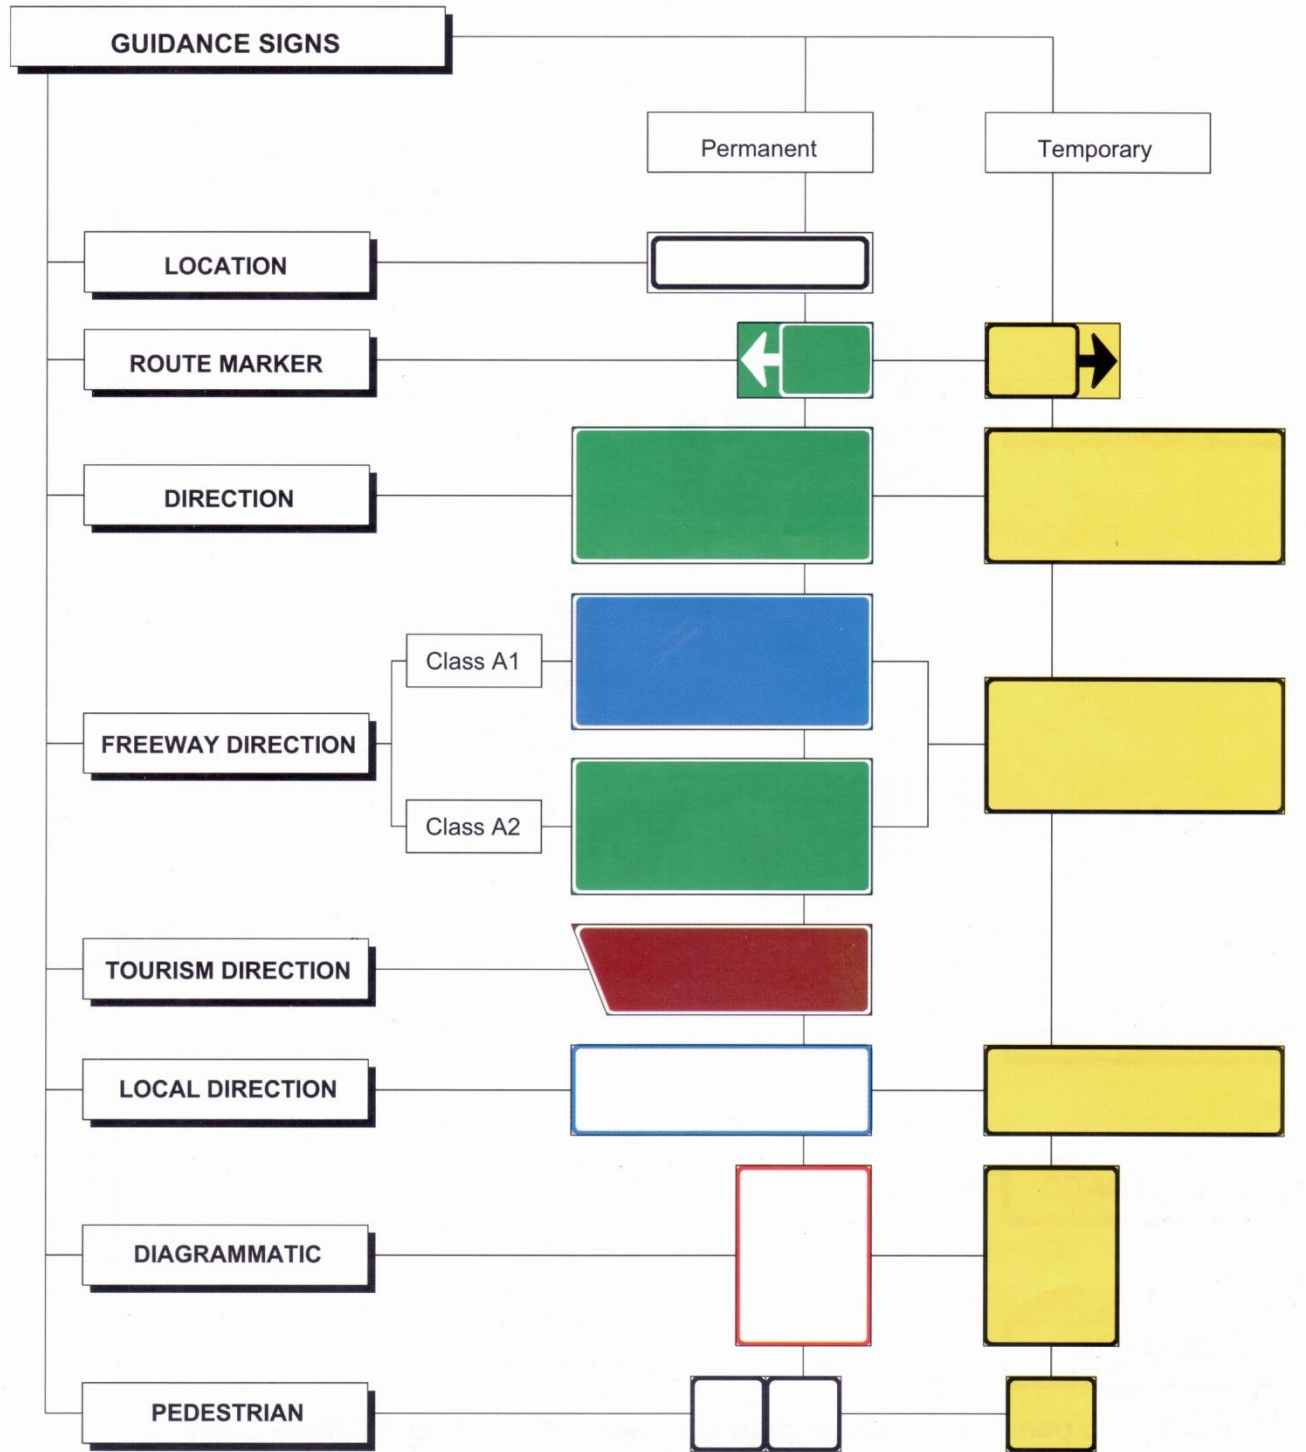 GUIDANCE SIGNS
Permanent
Temporary
LOCATION
ROUTE MARKER
DIRECTION
Class A1
FREEWAY DIRECTION
Class A2
TOURISM DIRECTION
LOCAL DIRECTION
DIAGRAMMATIC
PEDESTRIAN